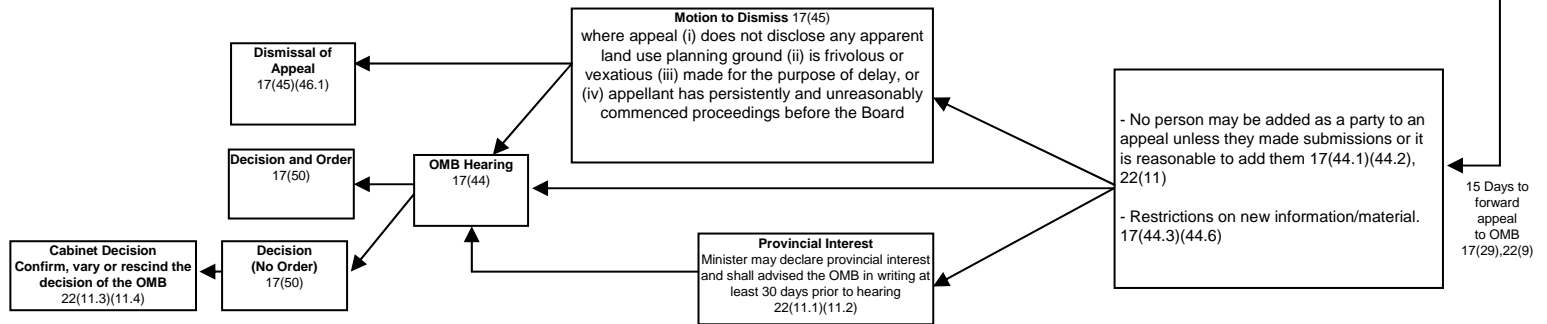 Motion to Dismiss 17(45)
where appeal (i) does not disclose any apparent
land use planning ground (ii) is frivolous or
vexatious (iii) made for the purpose of delay, or
(iv) appellant has persistently and unreasonably
commenced proceedings before the Board
Dismissal of
Appeal
17(45)(46.1)
- No person may be added as a party to an
appeal unless they made submissions or it
is reasonable to add them 17(44.1)(44.2),
22(11)
- Restrictions on new information/material.
17(44.3)(44.6)
15 Days to
forward
appeal
to OMB
17(29),22(9)
Decision and Order
17(50)
OMB Hearing
17(44)
Cabinet Decision
Confirm, vary or rescind the
decision of the OMB
22(11.3)(11.4)
Decision
(No Order)
17(50)
Provincial Interest
Minister may declare provincial interest
and shall advised the OMB in writing at
least 30 days prior to hearing
22(11.1)(11.2)